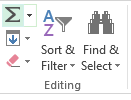 Σ
A
Z
Sort & Find &
Filter Select
Editing